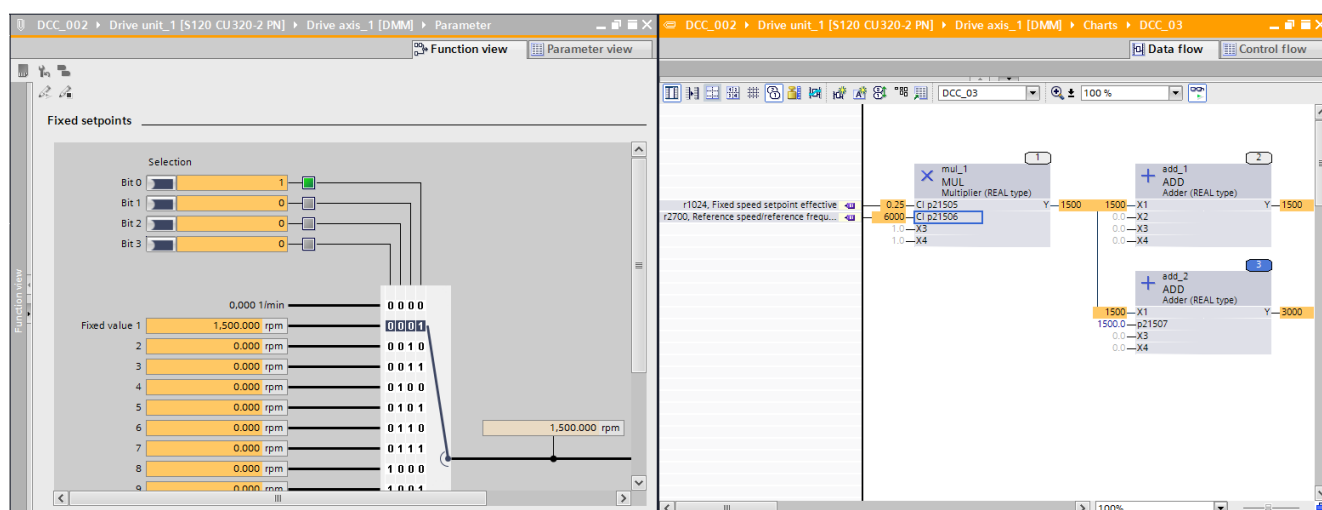 DCC_002 ▸ Drive unit_1 [S120 CU320-2 PN] ▸ Drive axis_1 [DMM] ▸ Parameter
Function view
Parameter view
Fixed setpoints
Selection
Bit 0 1
Bit 1 0
Bit 2 0
Bit 3 0
0,000 1/min 0 0 0 0
Fixed value 1 1,500.000 rpm 0 0 0 1
2 0.000 rpm 0 0 1 0
3 0.000 rpm 0 0 1 1
4 0.000 rpm 0 1 0 0
5 0.000 rpm 0 1 0 1
6 0.000 rpm 0 1 1 0
7 0.000 rpm 0 1 1 1
8 0.000 rpm 1 0 0 0
9 0.000 rpm 1 0 0 1
1,500.000 rpm
Function view
DCC_002 ▸ Drive unit_1 [S120 CU320-2 PN] ▸ Drive axis_1 [DMM] ▸ Charts ▸ DCC_03
Data flow
Control flow
DCC_03
100 %
r1024, Fixed speed setpoint effective
r2700, Reference speed/reference frequ...
1
mul_1
MUL
Multiplier (REAL type)
0.25 CI p21505 Y 1500
6000 CI p21506
1.0 X3
1.0 X4
2
add_1
ADD
Adder (REAL type)
1500 X1 Y 1500
0.0 X2
0.0 X3
0.0 X4
3
add_2
ADD
Adder (REAL type)
1500 X1 Y 3000
1500.0 p21507
0.0 X3
0.0 X4
100%